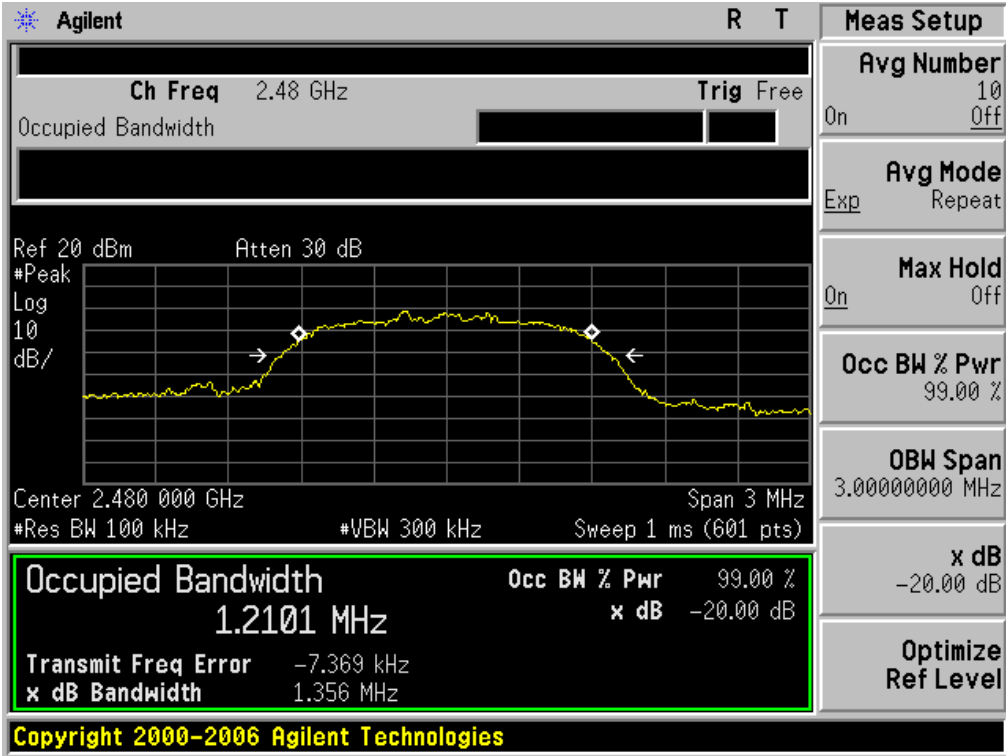 Agilent R T
Ch Freq 2.48 GHz Trig Free
Occupied Bandwidth
Ref 20 dBm Atten 30 dB
#Peak
Log
10
dB/
Center 2.480 000 GHz Span 3 MHz
#Res BW 100 kHz #VBW 300 kHz Sweep 1 ms (601 pts)
Occupied Bandwidth
1.2101 MHz
Occ BW % Pwr 99.00 %
x dB -20.00 dB
Transmit Freq Error -7.369 kHz
x dB Bandwidth 1.356 MHz
Copyright 2000-2006 Agilent Technologies
Meas Setup
Avg Number
10
On Off
Avg Mode
Exp Repeat
Max Hold
On Off
Occ BW % Pwr
99.00 %
OBW Span
3.00000000 MHz
x dB
-20.00 dB
Optimize
Ref Level